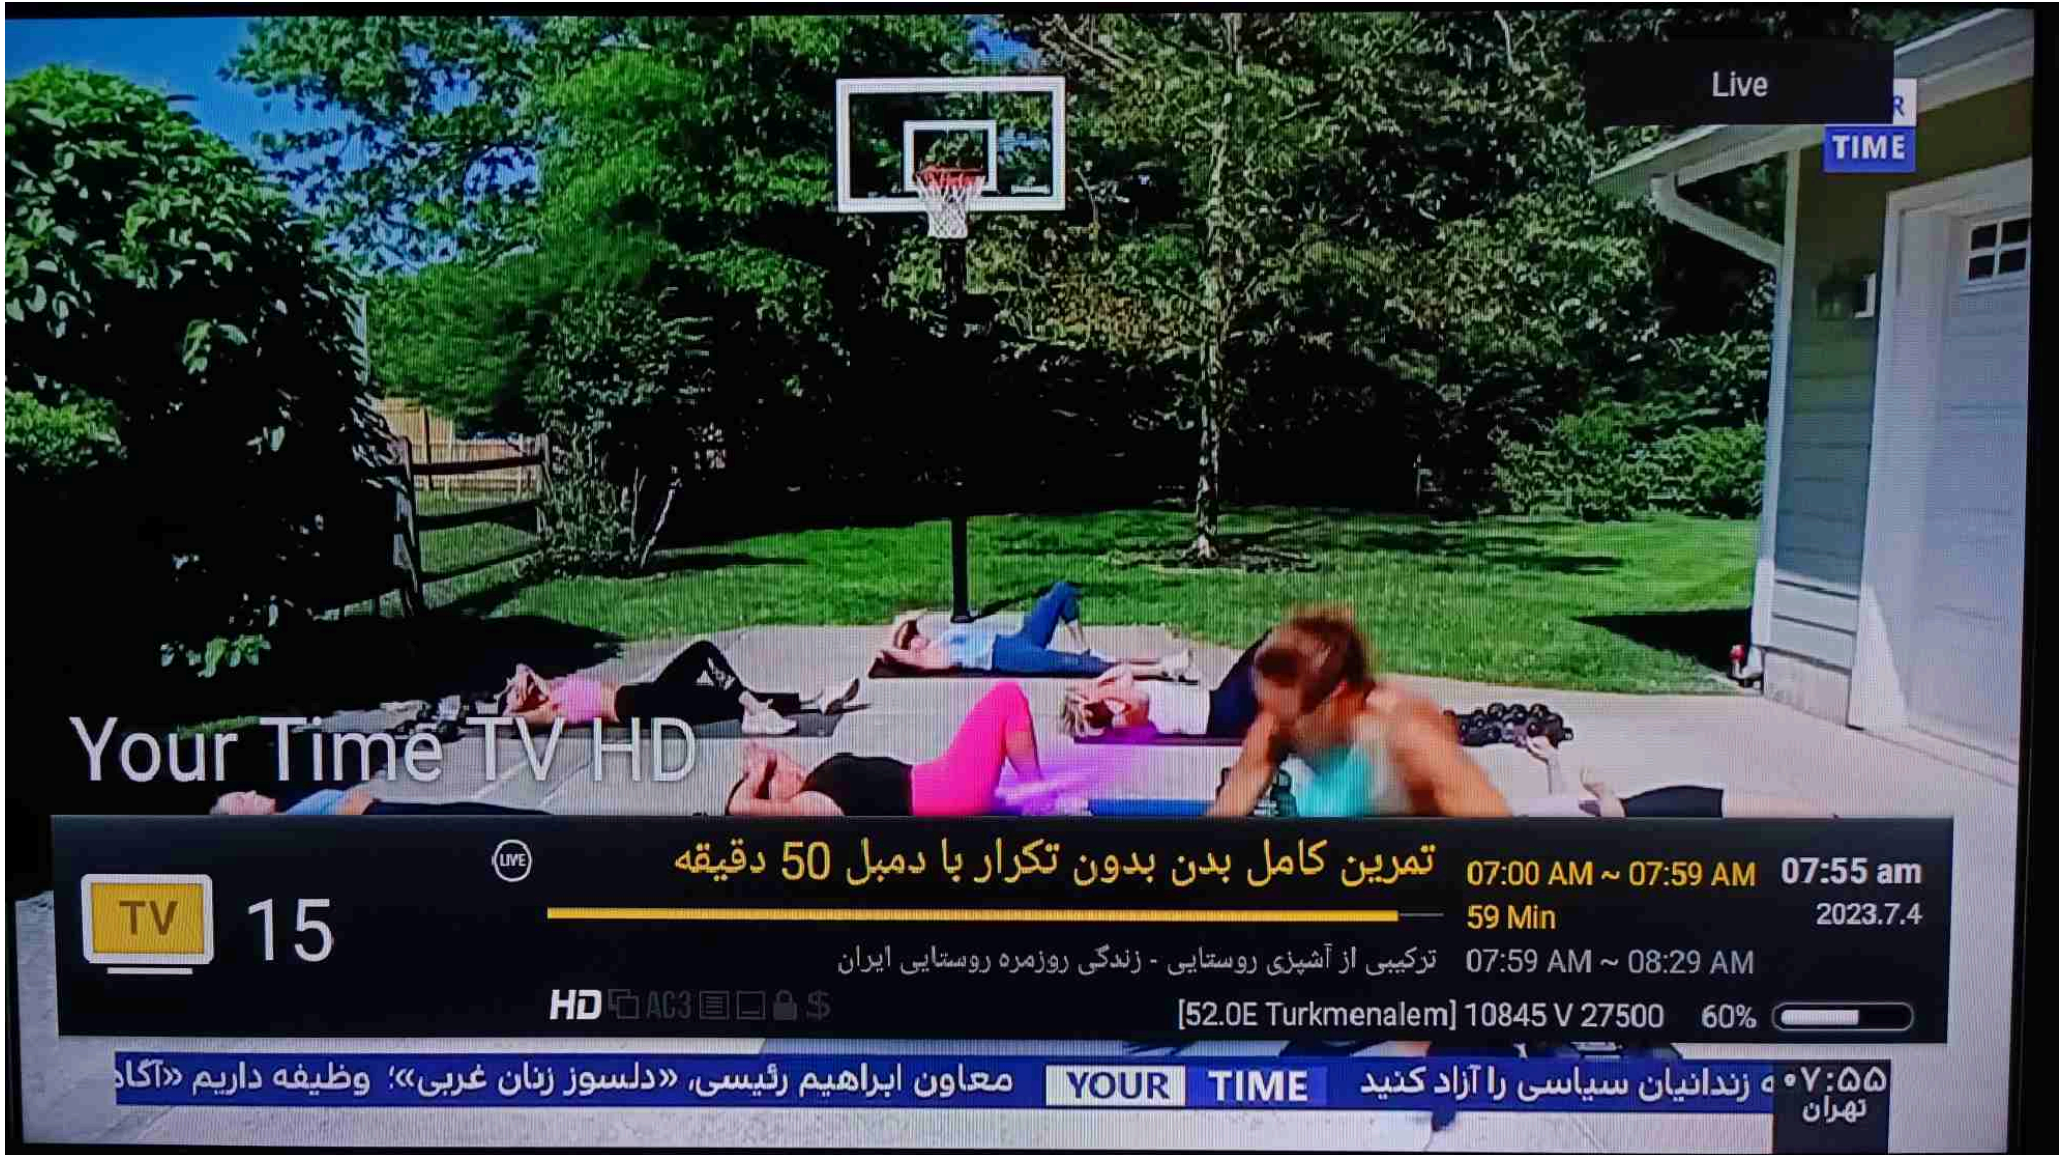 Live
R
TIME
Your Time TV HD
TV
15
LIVE
تمرین کامل بدن بدون تکرار با دمبل 50 دقیقه
07:00 AM ~ 07:59 AM
07:55 am
59 Min
2023.7.4
ترکیبی از آشپزی روستایی - زندگی روزمره روستایی ایران
07:59 AM ~ 08:29 AM
HD AC3 $
[52.0E Turkmenalem] 10845 V 27500
60%
ه زندانیان سیاسی را آزاد کنید YOUR TIME معاون ابراهیم رئیسی، «دلسوز زنان غربی»؛ وظیفه داریم «آگاه
۰۷:۵۵
تهران